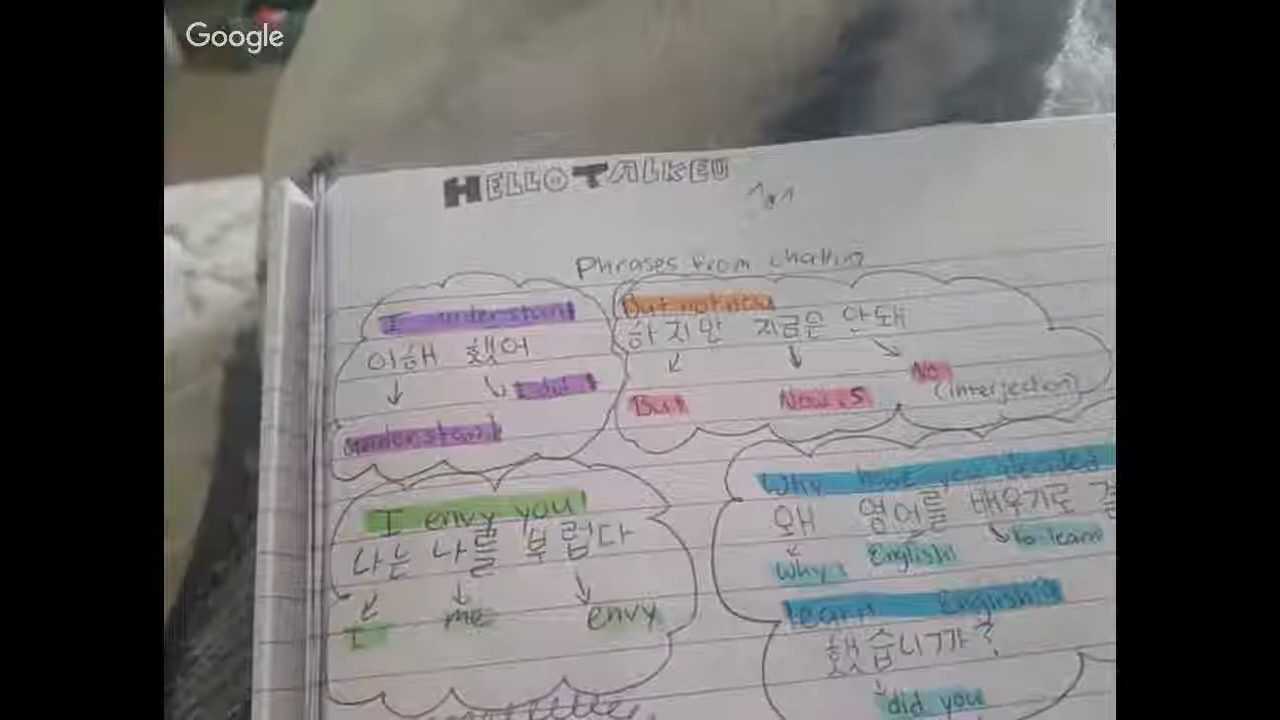 Google
HELLO TALKED
^.^
Phrases from
I understand
이해 했어
I did
understand
But not now
하지만 지금은 안돼
But
Now is
No
(interjection)
I envy you
나는 나를 부럽다
I
me
envy
Why have you decided
왜 영어를 배우기로 결
Why
English
to learn
learn English?
했습니까?
did you